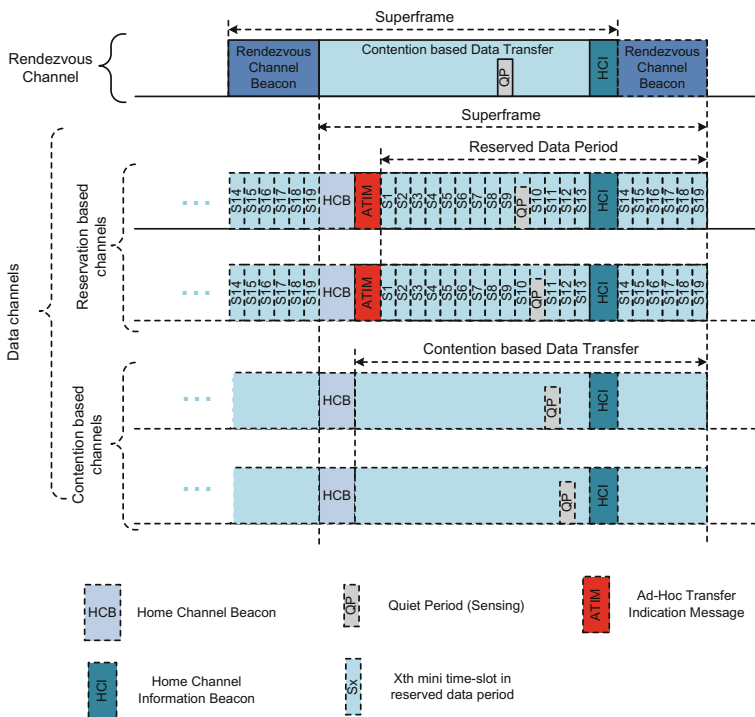 Superframe
Rendezvous
Channel
Rendezvous
Channel
Beacon
Contention based Data Transfer
QP
HCI
Rendezvous
Channel
Beacon
Superframe
Reserved Data Period
Data channels
Reservation based
channels
S14
S15
S16
S17
S18
S19
HCB
ATIM
S1
S2
S3
S4
S5
S6
S7
S8
S9
QP
S10
S11
S12
S13
HCI
S14
S15
S16
S17
S18
S19
S14
S15
S16
S17
S18
S19
HCB
ATIM
S1
S2
S3
S4
S5
S6
S7
S8
S9
S10
QP
S11
S12
S13
HCI
S14
S15
S16
S17
S18
S19
Contention based Data Transfer
Contention based
channels
HCB
QP
HCI
HCB
QP
HCI
HCB
Home Channel Beacon
QP
Quiet Period (Sensing)
ATIM
Ad-Hoc Transfer
Indication Message
HCI
Home Channel
Information Beacon
Sx
Xth mini time-slot in
reserved data period